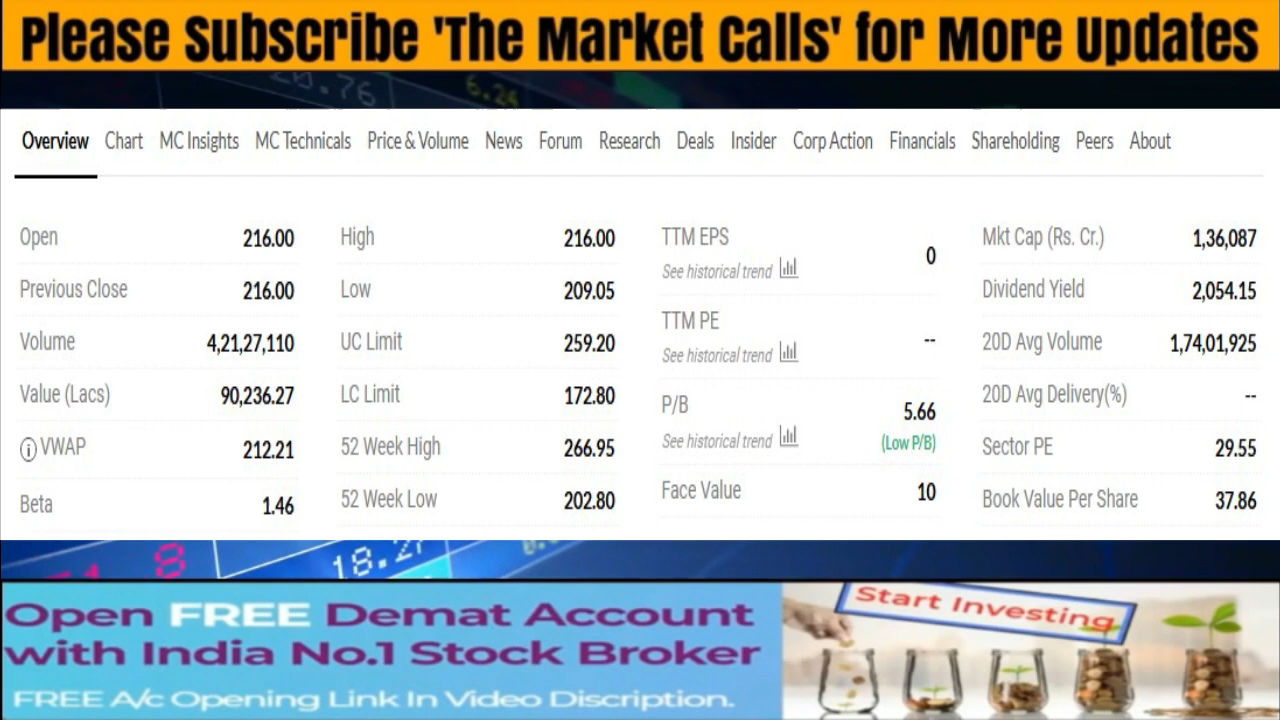 Please Subscribe 'The Market Calls' for More Updates
20.76 6.24
Overview Chart MC Insights MC Technicals Price & Volume News Forum Research Deals Insider Corp Action Financials Shareholding Peers About
Open 216.00
Previous Close 216.00
Volume 4,21,27,110
Value (Lacs) 90,236.27
VWAP 212.21
Beta 1.46
High 216.00
Low 209.05
UC Limit 259.20
LC Limit 172.80
52 Week High 266.95
52 Week Low 202.80
TTM EPS 0
See historical trend
TTM PE --
See historical trend
P/B 5.66
See historical trend (Low P/B)
Face Value 10
Mkt Cap (Rs. Cr.) 1,36,087
Dividend Yield 2,054.15
20D Avg Volume 1,74,01,925
20D Avg Delivery(%) --
Sector PE 29.55
Book Value Per Share 37.86
8 18.27
Open FREE Demat Account
with India No.1 Stock Broker
FREE A/c Opening Link In Video Discription.
Start Investing